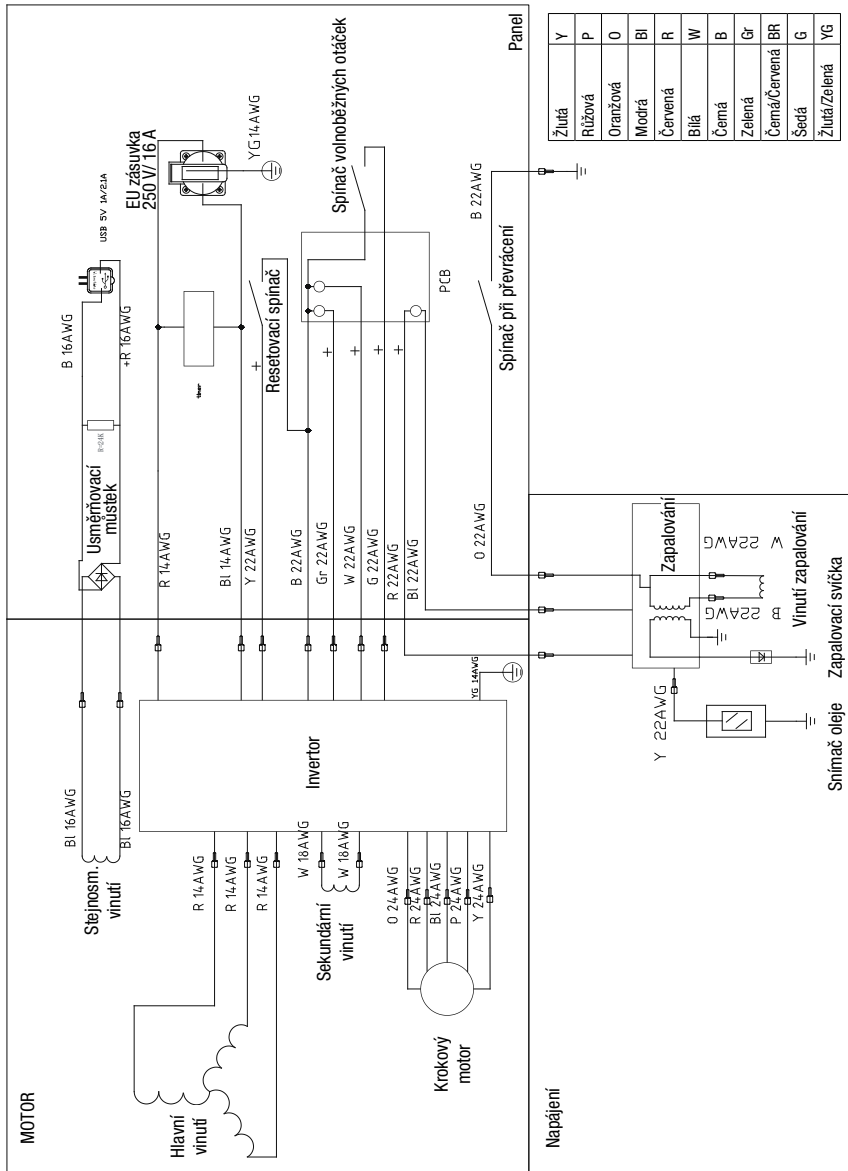 MOTOR
Panel
Napájení
Stejnosm.
vinutí
Bl 16AWG
Bl 16AWG
Usměrňovací
můstek
R=24K
B 16AWG
+R 16AWG
USB 5V 1A/2.1A
EU zásuvka
250 V/ 16 A
YG14AWG
timer
R 14AWG
Bl 14AWG
Y 22AWG
+
Resetovací spínač
B 22AWG
Gr 22AWG
W 22AWG
G 22AWG
R 22AWG
Bl 22AWG
+
+
+
+
PCB
Spínač volnoběžných otáček
Hlavní
vinutí
R 14AWG
R 14AWG
R 14AWG
Sekundární
vinutí
W 18AWG
W 18AWG
Krokový
motor
O 24AWG
R 24AWG
Bl 24AWG
P 24AWG
Y 24AWG
Invertor
YG 14AWG
O 22AWG
Spínač při převrácení
B 22AWG
Zapalování
W 22AWG
B 22AWG
Vinutí zapalování
Zapalovací svíčka
Y 22AWG
Snímač oleje
Žlutá Y
Růžová P
Oranžová O
Modrá Bl
Červená R
Bílá W
Černá B
Zelená Gr
Černá/Červená BR
Šedá G
Žlutá/Zelená YG